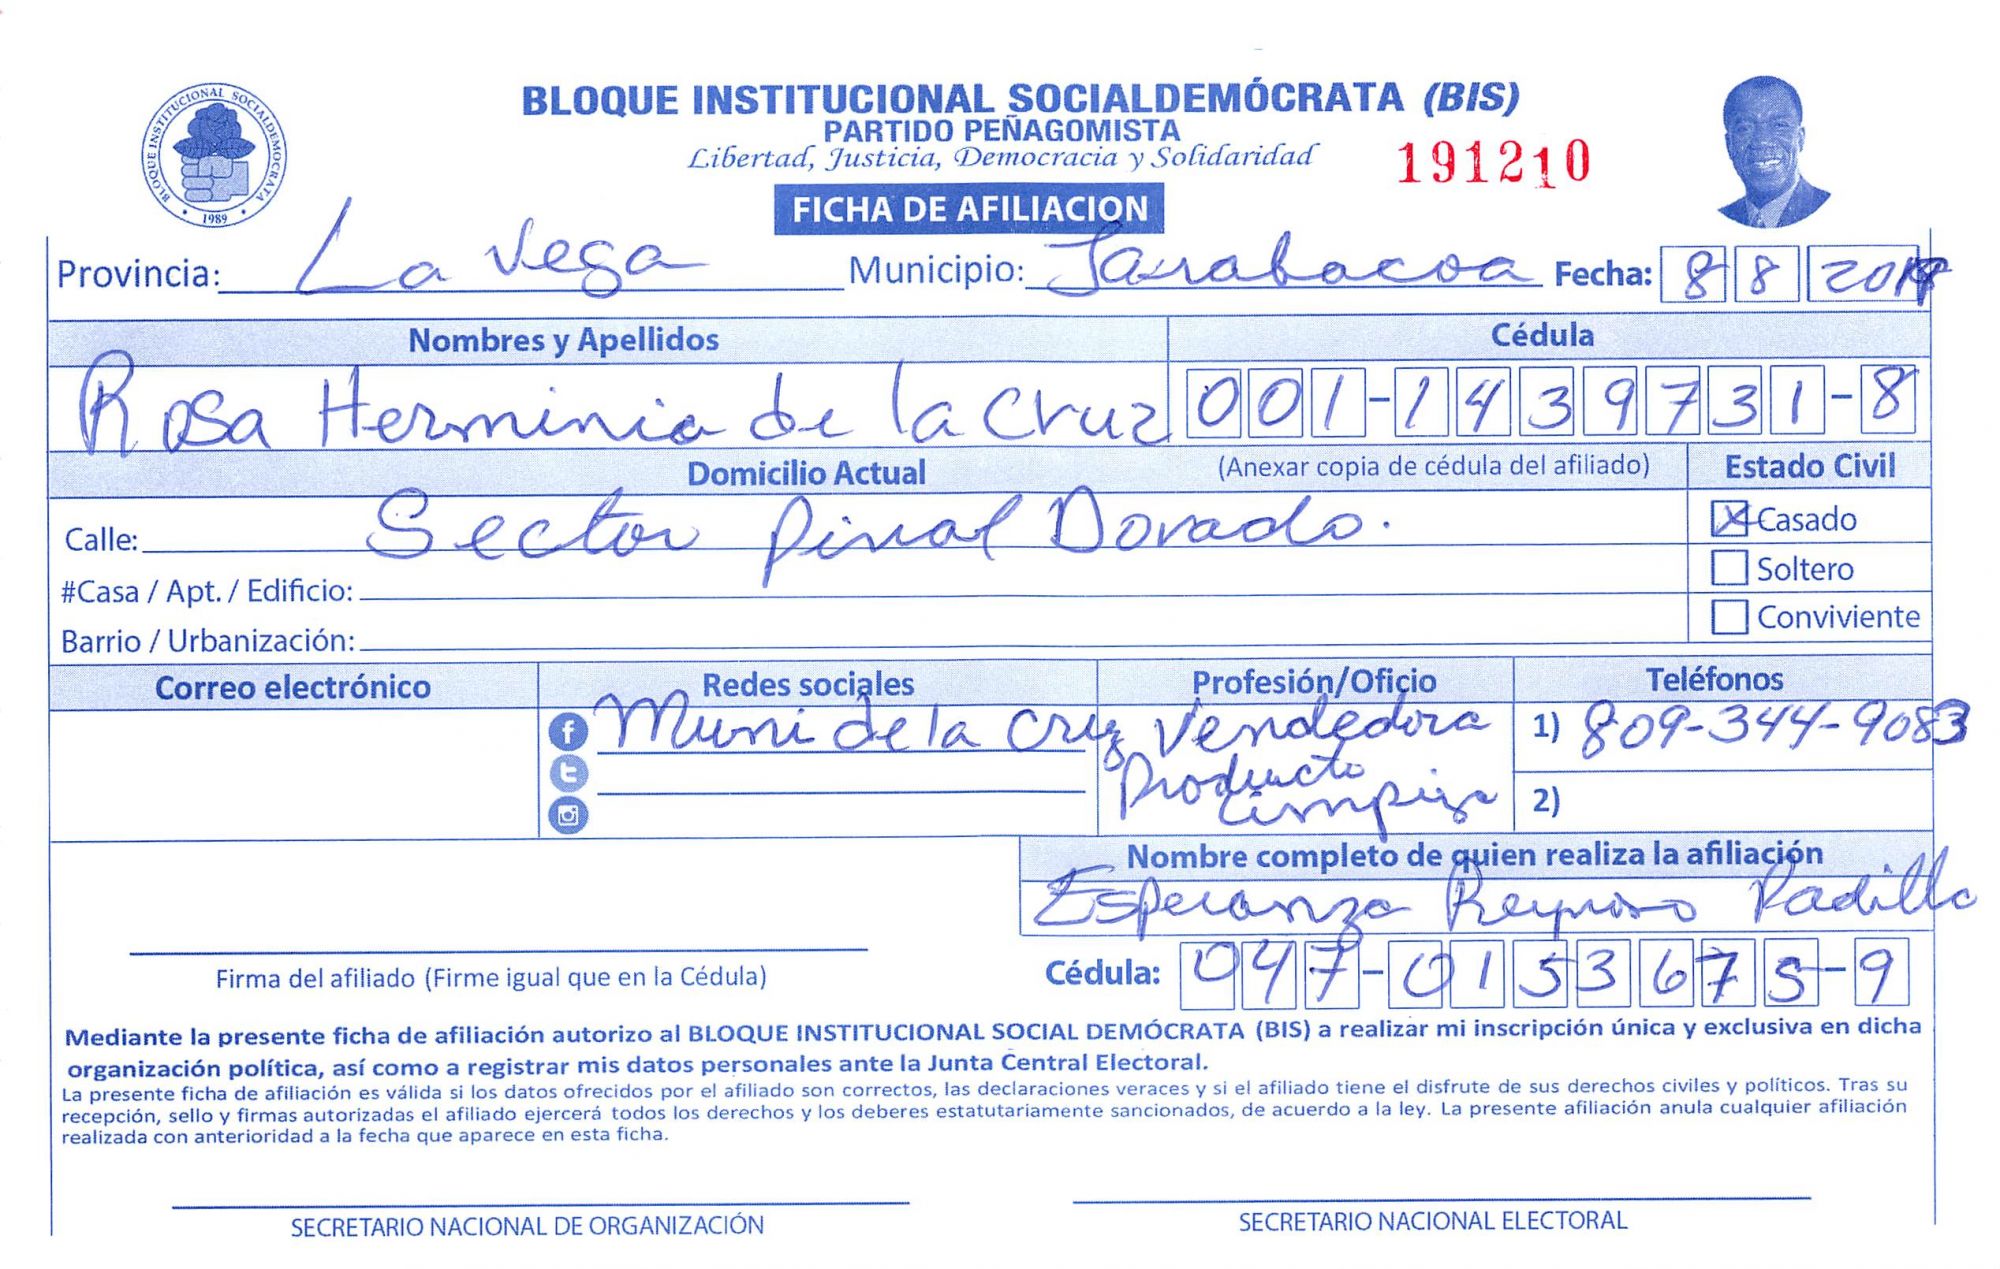 BLOQUE INSTITUCIONAL SOCIALDEMÓCRATA (BIS)
PARTIDO PEÑAGOMISTA
Libertad, Justicia, Democracia y Solidaridad
191210
BLOQUE INSTITUCIONAL SOCIALDEMOCRATA
1989
FICHA DE AFILIACION
Provincia: La Vega Municipio: Jarabacoa Fecha: 8 8
Nombres y Apellidos Cédula
Rosa Herminia de la Cruz 001-1439731-8
Domicilio Actual (Anexar copia de cédula del afiliado) Estado Civil
Calle: Sector Pinal Dorado. X Casado
#Casa / Apt. / Edificio: Soltero
Barrio / Urbanización: Conviviente
Correo electrónico Redes sociales Profesión/Oficio Teléfonos
Muni de la Cruz Vendedora 1) 809-344-9083
Producto
Limpieza 2)
Nombre completo de quien realiza la afiliación
Esperanza Reynoso Padilla
Firma del afiliado (Firme igual que en la Cédula) Cédula: 047-0153675-9
Mediante la presente ficha de afiliación autorizo al BLOQUE INSTITUCIONAL SOCIAL DEMÓCRATA (BIS) a realizar mi inscripción única y exclusiva en dicha
organización política, así como a registrar mis datos personales ante la Junta Central Electoral.
La presente ficha de afiliación es válida si los datos ofrecidos por el afiliado son correctos, las declaraciones veraces y si el afiliado tiene el disfrute de sus derechos civiles y políticos. Tras su
recepción, sello y firmas autorizadas el afiliado ejercerá todos los derechos y los deberes estatutariamente sancionados, de acuerdo a la ley. La presente afiliación anula cualquier afiliación
realizada con anterioridad a la fecha que aparece en esta ficha.
SECRETARIO NACIONAL DE ORGANIZACIÓN SECRETARIO NACIONAL ELECTORAL